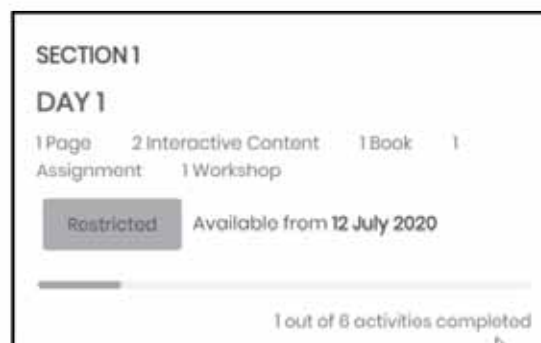 SECTION 1
DAY 1
1 Page 2 Interactive Content 1 Book 1
Assignment 1 Workshop
Restricted Available from 12 July 2020
1 out of 6 activities completed